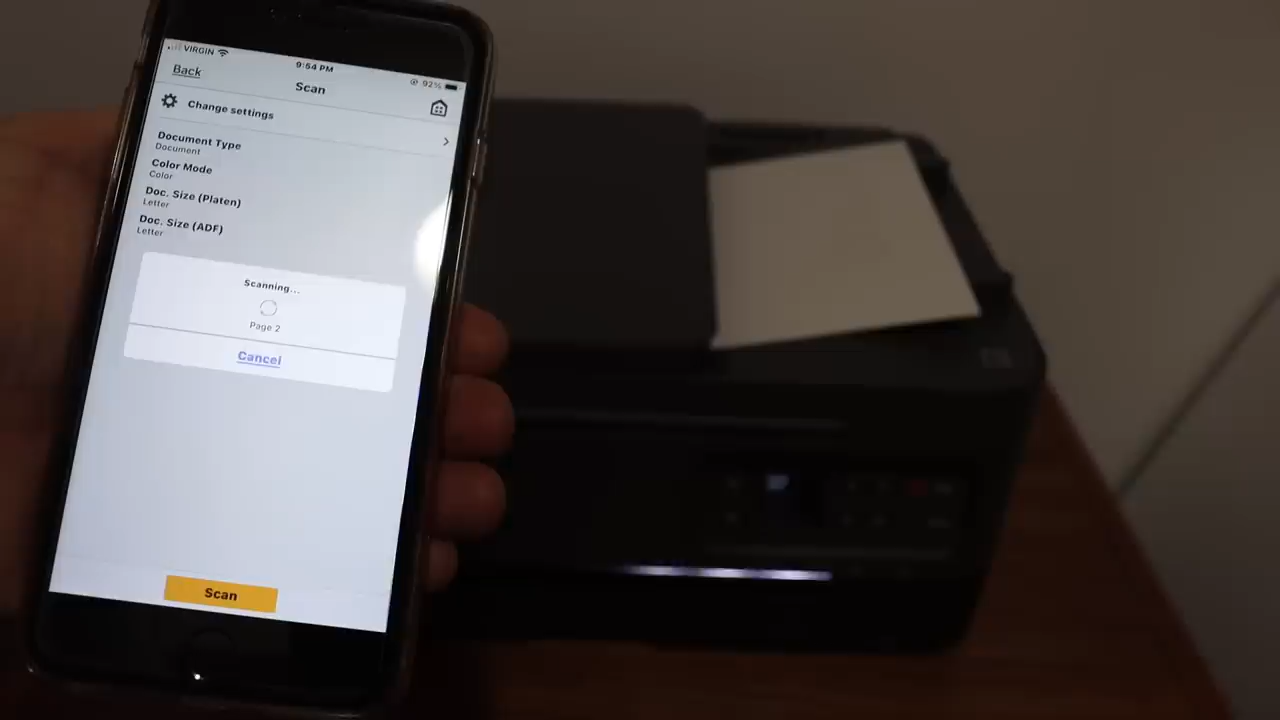 VIRGIN
9:54 PM
92%
Back
Scan
Change settings
Document Type
Document
Color Mode
Color
Doc. Size (Platen)
Letter
Doc. Size (ADF)
Letter
Scanning...
Page 2
Cancel
Scan